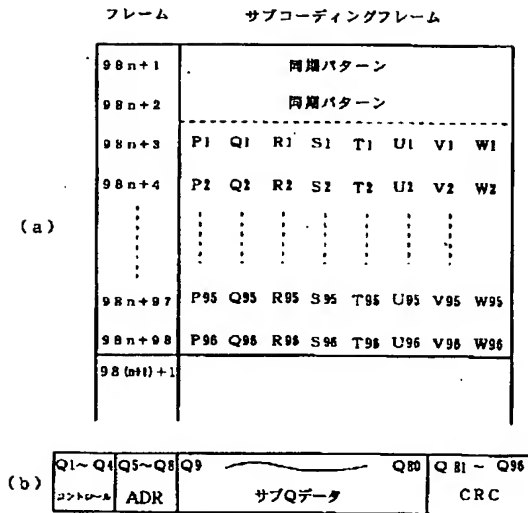 フレーム サブコーディングフレーム
98n+1 同期パターン
98n+2 同期パターン
98n+3 P1 Q1 R1 S1 T1 U1 V1 W1
98n+4 P2 Q2 R2 S2 T2 U2 V2 W2
(a)
98n+97 P95 Q95 R95 S95 T95 U95 V95 W95
98n+98 P96 Q96 R96 S96 T96 U96 V96 W96
98(n+1)+1
Q1~Q4 Q5~Q8 Q9 Q80 Q81~Q96
(b) コントロール ADR サブQデータ CRC